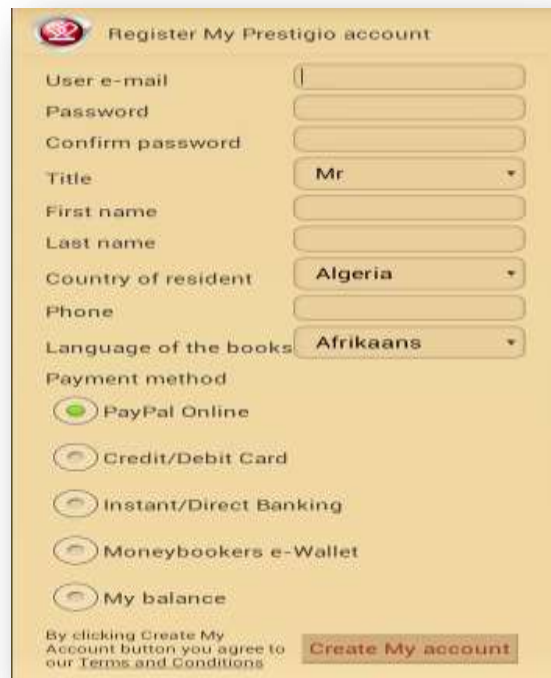 Register My Prestigio account
User e-mail
Password
Confirm password
Title Mr
First name
Last name
Country of resident Algeria
Phone
Language of the books Afrikaans
Payment method
PayPal Online
Credit/Debit Card
Instant/Direct Banking
Moneybookers e-Wallet
My balance
By clicking Create My
Account button you agree to
our Terms and Conditions
Create My account